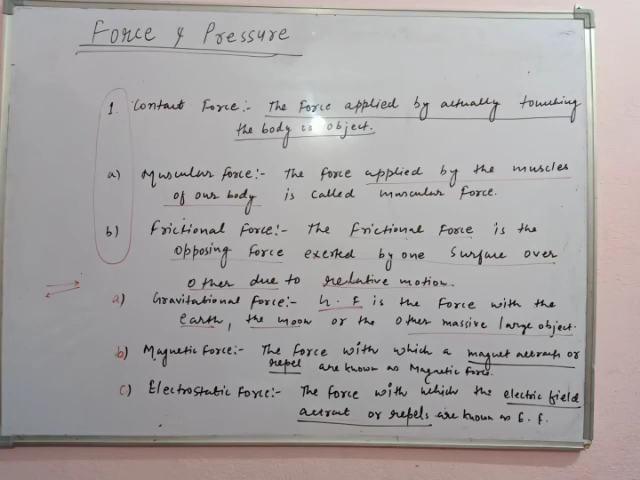 Force & Pressure
1. Contact Force:- The Force applied by actually touching
the body is object.
a) Muscular force:- The force applied by the muscles
of our body is called muscular force.
b) Frictional Force:- The Frictional Force is the
opposing force exerted by one surface over
other due to relative motion.
a) Gravitational Force:- G.F is the Force with the
earth, the moon or the other massive large object.
b) Magnetic Force:- The Force with which a magnet attracts or
repel are known as Magnetic Force.
c) Electrostatic Force:- The force with which the electric field
attract or repels are known as E.F.